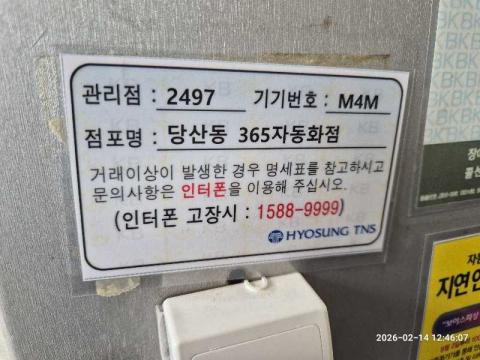 관리점 : 2497 기기번호 : M4M
점포명 : 당산동 365자동화점
거래이상이 발생한 경우 명세표를 참고하시고
문의사항은 인터폰을 이용해 주십시오.
(인터폰 고장시 : 1588-9999)
HYOSUNG TNS
지연인
2026-02-14 12:46:07